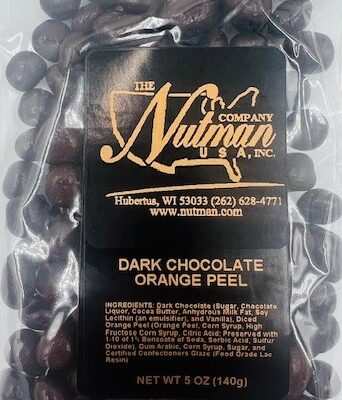 THE
COMPANY
Nutman
USA, INC.
Hubertus, WI 53033 (262) 628-4771
www.nutman.com
DARK CHOCOLATE
ORANGE PEEL
INGREDIENTS: Dark Chocolate (Sugar, Chocolate
Liquor, Cocoa Butter, Anhydrous Milk Fat, Soy
Lecithin (an emulsifier), and Vanilla), Diced
Orange Peel (Orange Peel, Corn Syrup, High
Fructose Corn Syrup, Citric Acid; Preserved with
1-10 of 1% Benzoate of Soda, Sorbic Acid, Sulfur
Dioxide), Gum Arabic, Corn Syrup, Sugar, and
Certified Confectioners Glaze (Food Grade Lac
Resin)
NET WT 5 OZ (140g)